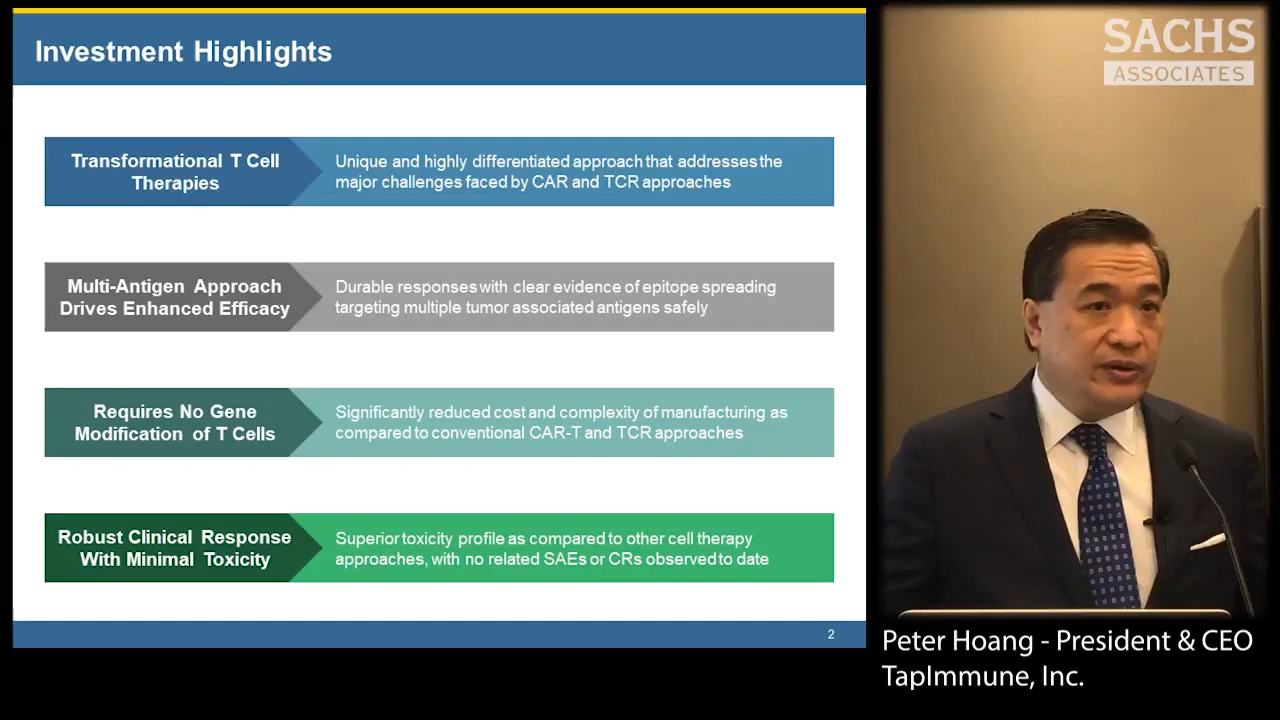 Investment Highlights
Transformational T Cell
Therapies
Unique and highly differentiated approach that addresses the
major challenges faced by CAR and TCR approaches
Multi-Antigen Approach
Drives Enhanced Efficacy
Durable responses with clear evidence of epitope spreading
targeting multiple tumor associated antigens safely
Requires No Gene
Modification of T Cells
Significantly reduced cost and complexity of manufacturing as
compared to conventional CAR-T and TCR approaches
Robust Clinical Response
With Minimal Toxicity
Superior toxicity profile as compared to other cell therapy
approaches, with no related SAEs or CRs observed to date
2
SACHS
ASSOCIATES
Peter Hoang - President & CEO
TapImmune, Inc.